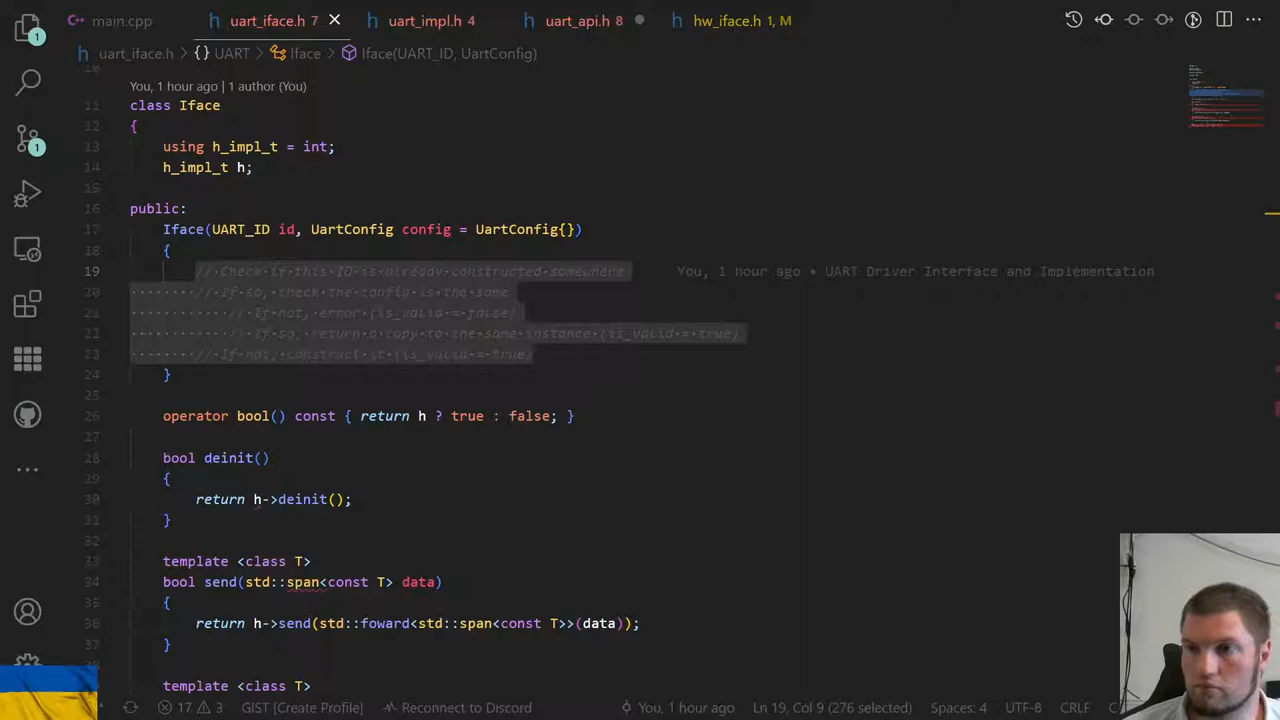 main.cpp
uart_iface.h 7
uart_impl.h 4
uart_api.h 8
hw_iface.h 1, M
uart_iface.h > {} UART > Iface > Iface(UART_ID, UartConfig)
10
You, 1 hour ago | 1 author (You)
11 class Iface
12 {
13 using h_impl_t = int;
14 h_impl_t h;
15
16 public:
17 Iface(UART_ID id, UartConfig config = UartConfig{})
18 {
19 // Check if this ID is already constructed somewhere You, 1 hour ago • UART Driver Interface and Implementation
20 // If so, check the config is the same
21 // If not, error (is_valid = false)
22 // If so, return a copy to the same instance (is_valid = true)
23 // If not, construct it (is_valid = true)
24 }
25
26 operator bool() const { return h ? true : false; }
27
28 bool deinit()
29 {
30 return h->deinit();
31 }
32
33 template <class T>
34 bool send(std::span<const T> data)
35 {
36 return h->send(std::foward<std::span<const T>>(data));
37 }
38
template <class T>
17 3 GIST [Create Profile] Reconnect to Discord You, 1 hour ago Ln 19, Col 9 (276 selected) Spaces: 4 UTF-8 CRLF